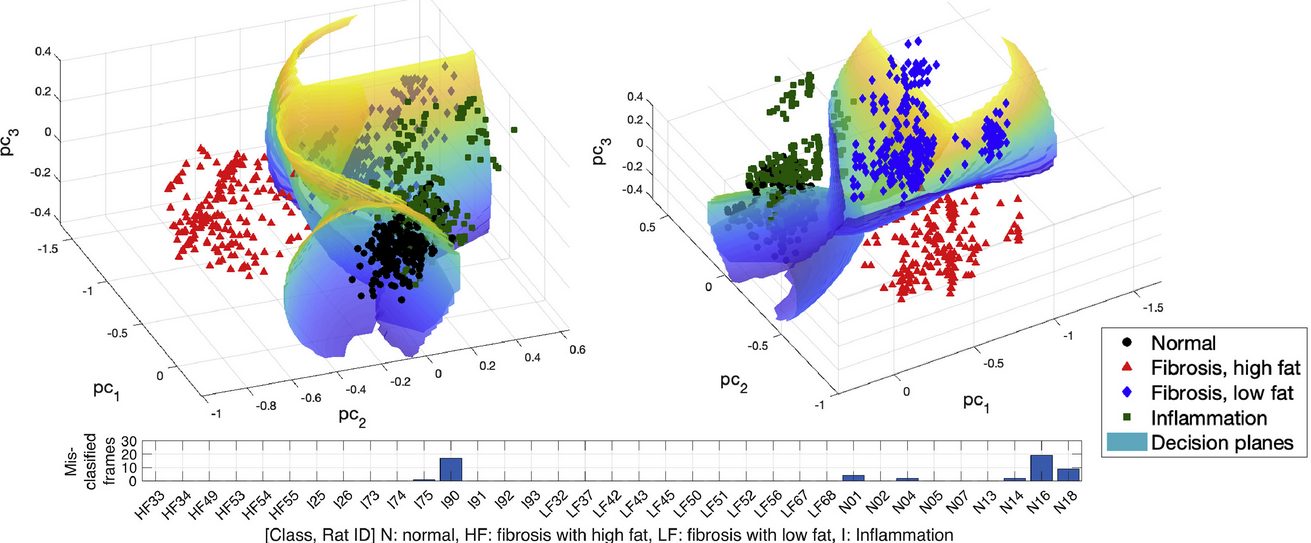 0.4
0.2
0
-0.2
-0.4
pc3
-1.5
-1
-0.5
0
pc1
-1
-0.8
-0.6
-0.4
-0.2
0
0.2
0.4
0.6
pc2
0.4
0.2
0
-0.2
-0.4
pc3
0.5
0
-0.5
-1
pc2
0
-0.5
-1
-1.5
pc1
Normal
Fibrosis, high fat
Fibrosis, low fat
Inflammation
Decision planes
Mis-
clasified
frames
30
20
10
0
HF33 HF34 HF49 HF53 HF54 HF55 I25 I26 I73 I74 I75 I90 I91 I92 I93 LF32 LF37 LF42 LF43 LF45 LF50 LF51 LF52 LF56 LF67 LF68 N01 N02 N04 N05 N07 N13 N14 N16 N18
[Class, Rat ID] N: normal, HF: fibrosis with high fat, LF: fibrosis with low fat, I: Inflammation